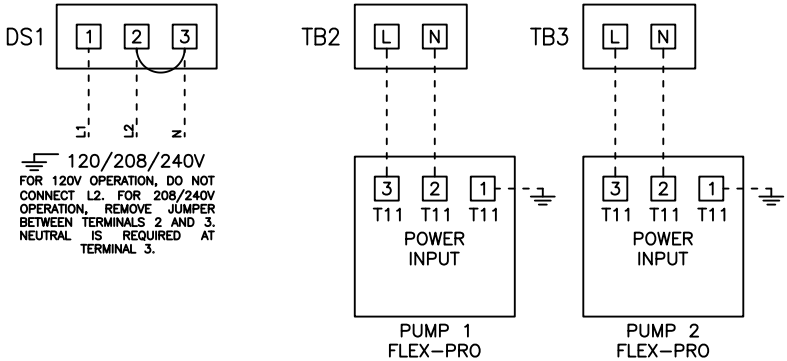 DS1 1 2 3
L1 L2 N
120/208/240V
FOR 120V OPERATION, DO NOT
CONNECT L2. FOR 208/240V
OPERATION, REMOVE JUMPER
BETWEEN TERMINALS 2 AND 3.
NEUTRAL IS REQUIRED AT
TERMINAL 3.
TB2 L N
3 2 1
T11 T11 T11
POWER
INPUT
PUMP 1
FLEX-PRO
TB3 L N
3 2 1
T11 T11 T11
POWER
INPUT
PUMP 2
FLEX-PRO